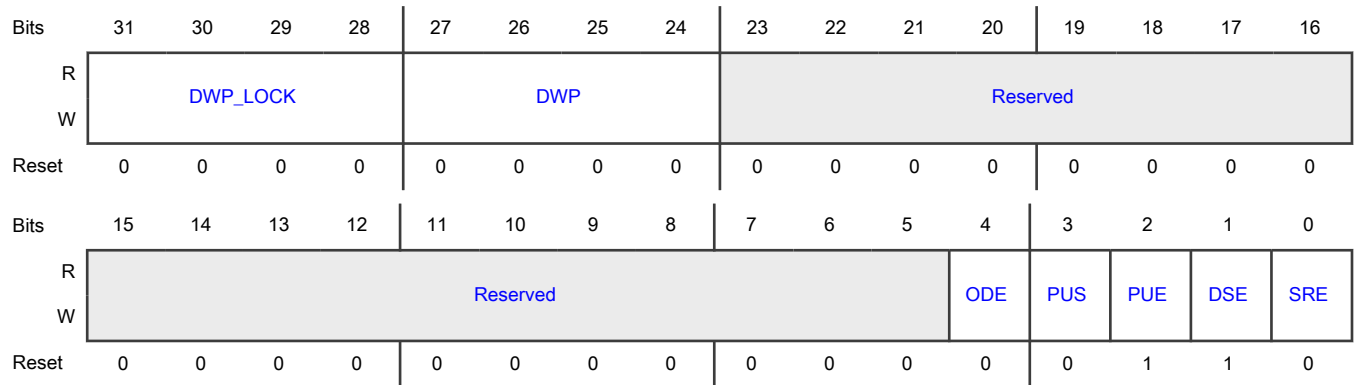 Bits 31 30 29 28 27 26 25 24 23 22 21 20 19 18 17 16
R
DWP_LOCK DWP Reserved
W
Reset 0 0 0 0 0 0 0 0 0 0 0 0 0 0 0 0
Bits 15 14 13 12 11 10 9 8 7 6 5 4 3 2 1 0
R
Reserved ODE PUS PUE DSE SRE
W
Reset 0 0 0 0 0 0 0 0 0 0 0 0 0 1 1 0